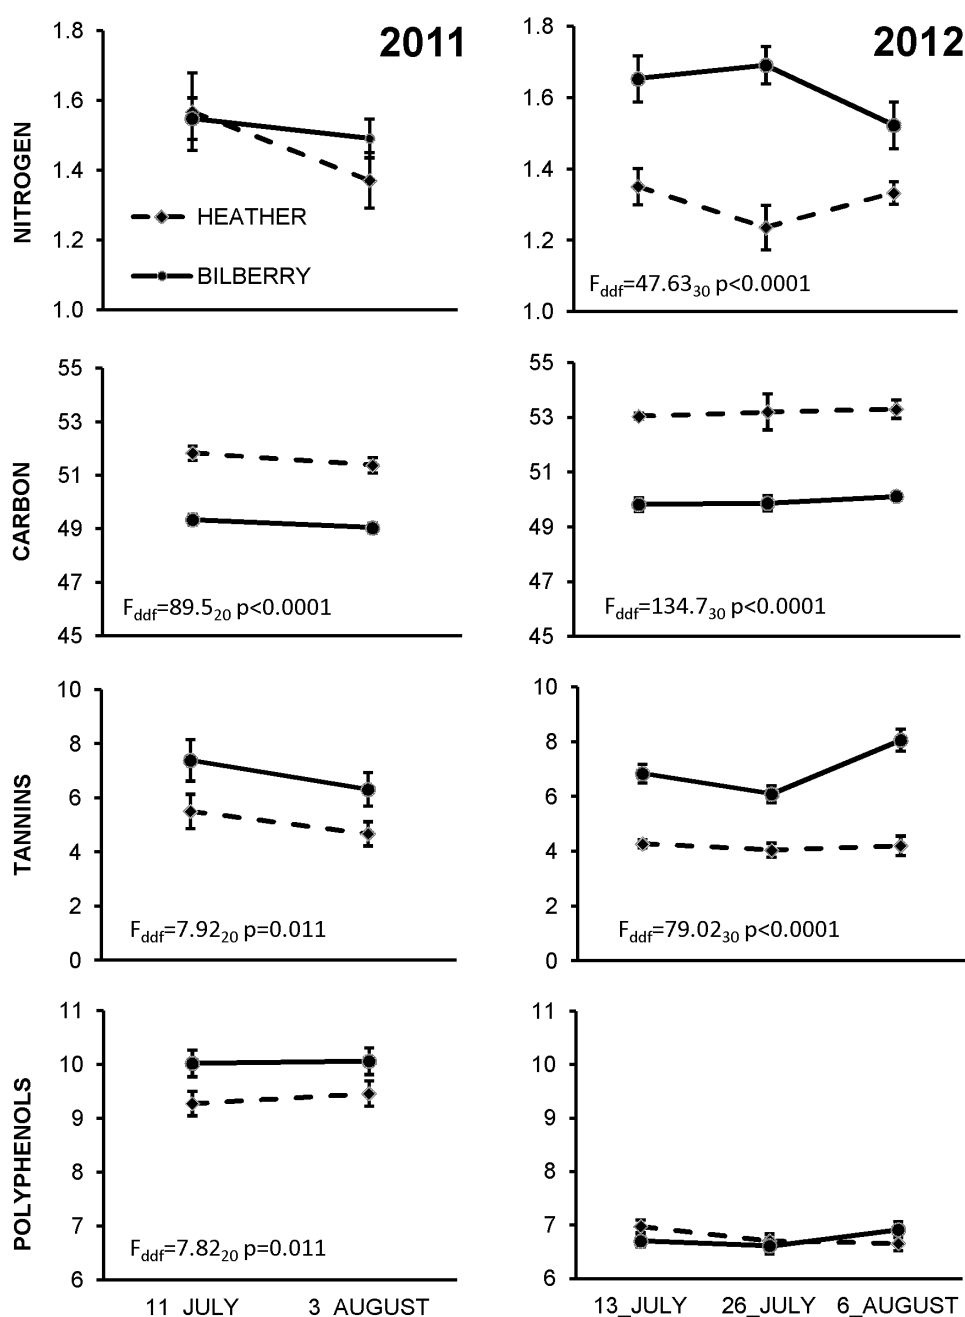 2011
2012
NITROGEN
1.8
1.6
1.4
1.2
1.0
HEATHER
BILBERRY
1.8
1.6
1.4
1.2
1.0
Fddf=47.6330 p<0.0001
CARBON
55
53
51
49
47
45
Fddf=89.520 p<0.0001
55
53
51
49
47
45
Fddf=134.730 p<0.0001
TANNINS
10
8
6
4
2
0
Fddf=7.9220 p=0.011
10
8
6
4
2
0
Fddf=79.0230 p<0.0001
POLYPHENOLS
11
10
9
8
7
6
Fddf=7.8220 p=0.011
11 JULY
3 AUGUST
11
10
9
8
7
6
13_JULY
26_JULY
6_AUGUST